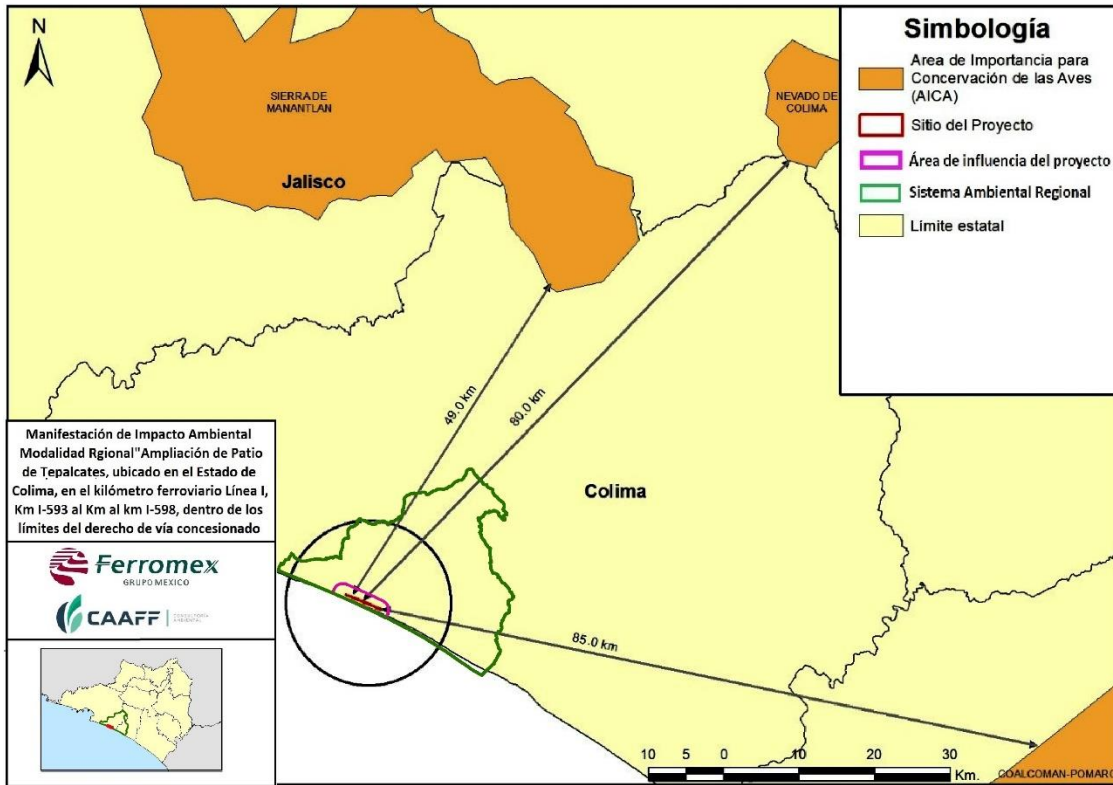 N
SIERRA DE
MANANTLAN
NEVADO DE
COLIMA
Jalisco
Colima
49.0 km
80.0 km
85.0 km
COALCOMAN-POMARO
10 5 0 10 20 30
Km.
Simbología
Area de Importancia para
Concervación de las Aves
(AICA)
Sitio del Proyecto
Área de influencia del proyecto
Sistema Ambiental Regional
Límite estatal
Manifestación de Impacto Ambiental
Modalidad Rgional"Ampliación de Patio
de Tepalcates, ubicado en el Estado de
Colima, en el kilómetro ferroviario Línea I,
Km I-593 al Km al km I-598, dentro de los
límites del derecho de vía concesionado
Ferromex
GRUPO MEXICO
CAAFF CONSULTORÍA
AMBIENTAL